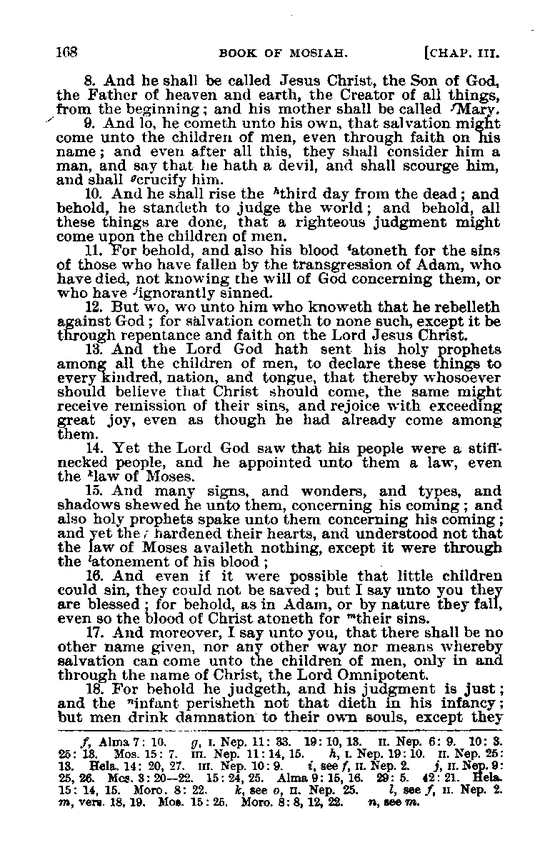 168 BOOK OF MOSIAH. [CHAP. III.
8. And he shall be called Jesus Christ, the Son of God,
the Father of heaven and earth, the Creator of all things,
from the beginning; and his mother shall be called fMary.
9. And lo, he cometh unto his own, that salvation might
come unto the children of men, even through faith on his
name; and even after all this, they shall consider him a
man, and say that he hath a devil, and shall scourge him,
and shall gcrucify him.
10. And he shall rise the hthird day from the dead; and
behold, he standeth to judge the world; and behold, all
these things are done, that a righteous judgment might
come upon the children of men.
11. For behold, and also his blood iatoneth for the sins
of those who have fallen by the transgression of Adam, who
have died, not knowing the will of God concerning them, or
who have jignorantly sinned.
12. But wo, wo unto him who knoweth that he rebelleth
against God; for salvation cometh to none such, except it be
through repentance and faith on the Lord Jesus Christ.
13. And the Lord God hath sent his holy prophets
among all the children of men, to declare these things to
every kindred, nation, and tongue, that thereby whosoever
should believe that Christ should come, the same might
receive remission of their sins, and rejoice with exceeding
great joy, even as though he had already come among
them.
14. Yet the Lord God saw that his people were a stiff-
necked people, and he appointed unto them a law, even
the klaw of Moses.
15. And many signs, and wonders, and types, and
shadows shewed he unto them, concerning his coming; and
also holy prophets spake unto them concerning his coming;
and yet the; hardened their hearts, and understood not that
the law of Moses availeth nothing, except it were through
the latonement of his blood;
16. And even if it were possible that little children
could sin, they could not be saved; but I say unto you they
are blessed; for behold, as in Adam, or by nature they fall,
even so the blood of Christ atoneth for mtheir sins.
17. And moreover, I say unto you, that there shall be no
other name given, nor any other way nor means whereby
salvation can come unto the children of men, only in and
through the name of Christ, the Lord Omnipotent.
18. For behold he judgeth, and his judgment is just;
and the ninfant perisheth not that dieth in his infancy;
but men drink damnation to their own souls, except they
f, Alma 7: 10. g, I. Nep. 11: 33. 19: 10, 13. II. Nep. 6: 9. 10: 3.
25: 13. Mos. 15: 7. III. Nep. 11: 14, 15. h, I. Nep. 19: 10. II. Nep. 25:
13. Hela. 14: 20, 27. III. Nep. 10: 9. i, see f, II. Nep. 2. j, II. Nep. 9:
25, 26. Mos. 3: 20—22. 15: 24, 25. Alma 9: 15, 16. 29: 5. 42: 21. Hela.
15: 14, 15. Moro. 8: 22. k, see o, II. Nep. 25. l, see f, II. Nep. 2.
m, vers. 18, 19. Mos. 15: 25. Moro. 8: 8, 12, 22. n, see m.